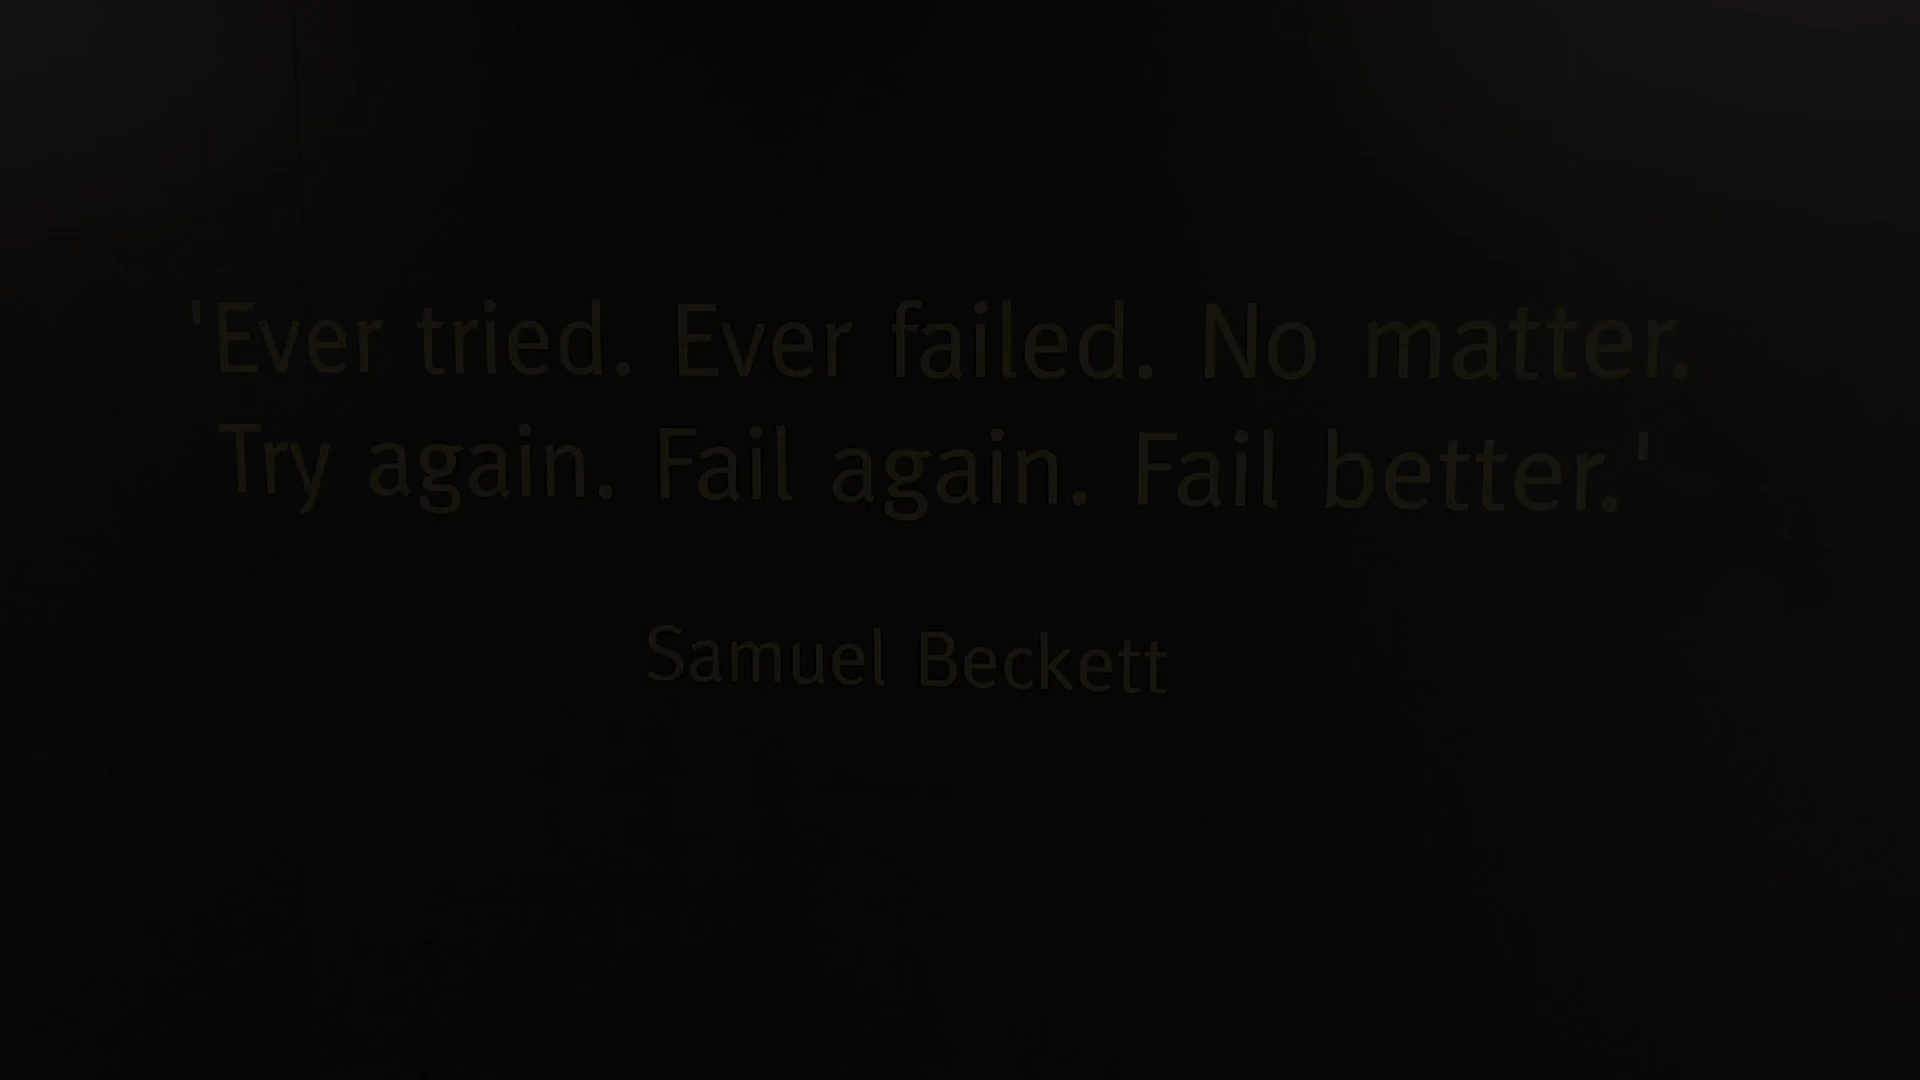 'Ever tried. Ever failed. No matter.
Try again. Fail again. Fail better.'
Samuel Beckett